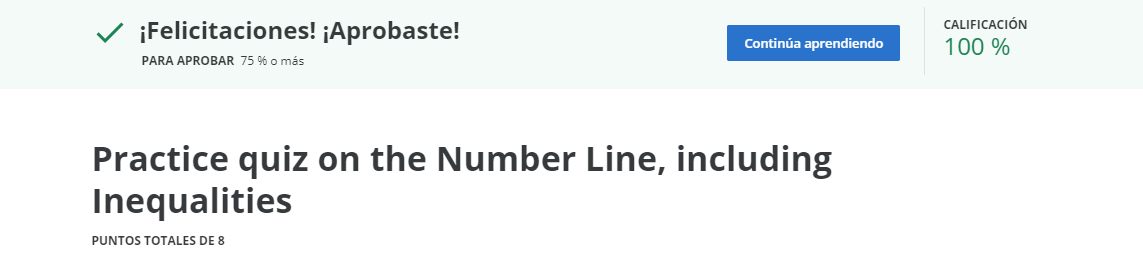 ¡Felicitaciones! ¡Aprobaste!
PARA APROBAR 75 % o más
Continúa aprendiendo
CALIFICACIÓN
100 %
Practice quiz on the Number Line, including
Inequalities
PUNTOS TOTALES DE 8